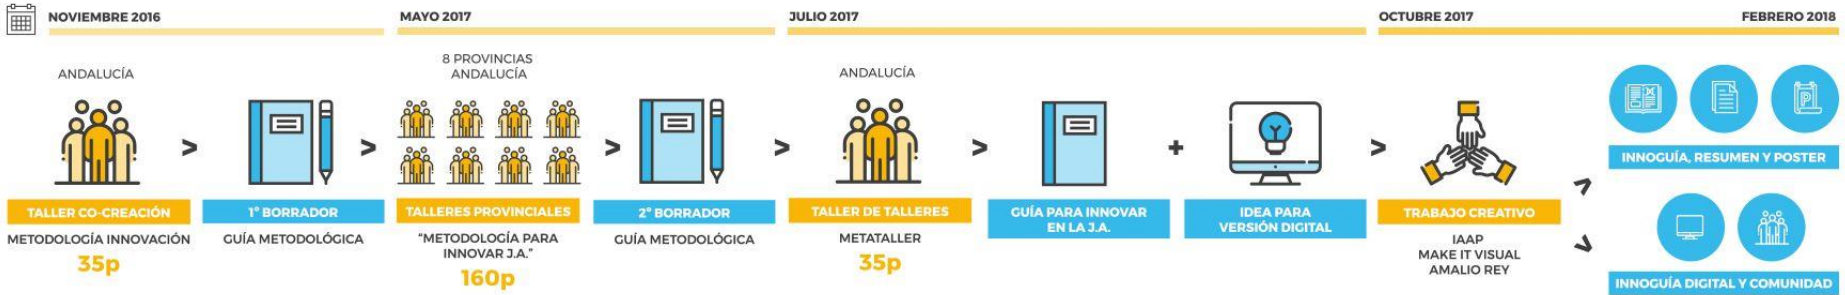 NOVIEMBRE 2016
MAYO 2017
JULIO 2017
OCTUBRE 2017
FEBRERO 2018
ANDALUCÍA
TALLER CO-CREACIÓN
METODOLOGÍA INNOVACIÓN
35p
>
1º BORRADOR
GUÍA METODOLÓGICA
>
8 PROVINCIAS
ANDALUCÍA
TALLERES PROVINCIALES
"METODOLOGÍA PARA
INNOVAR J.A."
160p
>
2º BORRADOR
GUÍA METODOLÓGICA
>
ANDALUCÍA
TALLER DE TALLERES
METATALLER
35p
>
GUÍA PARA INNOVAR
EN LA J.A.
+
IDEA PARA
VERSIÓN DIGITAL
>
TRABAJO CREATIVO
IAAP
MAKE IT VISUAL
AMALIO REY
>
P
INNOGUÍA, RESUMEN Y POSTER
>
INNOGUÍA DIGITAL Y COMUNIDAD